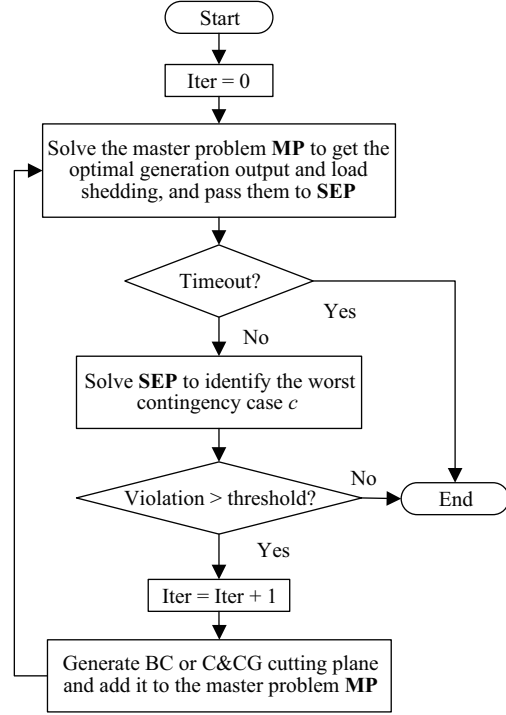 Start
Iter = 0
Solve the master problem MP to get the
optimal generation output and load
shedding, and pass them to SEP
Timeout?
Yes
No
Solve SEP to identify the worst
contingency case c
Violation > threshold?
No
End
Yes
Iter = Iter + 1
Generate BC or C&CG cutting plane
and add it to the master problem MP